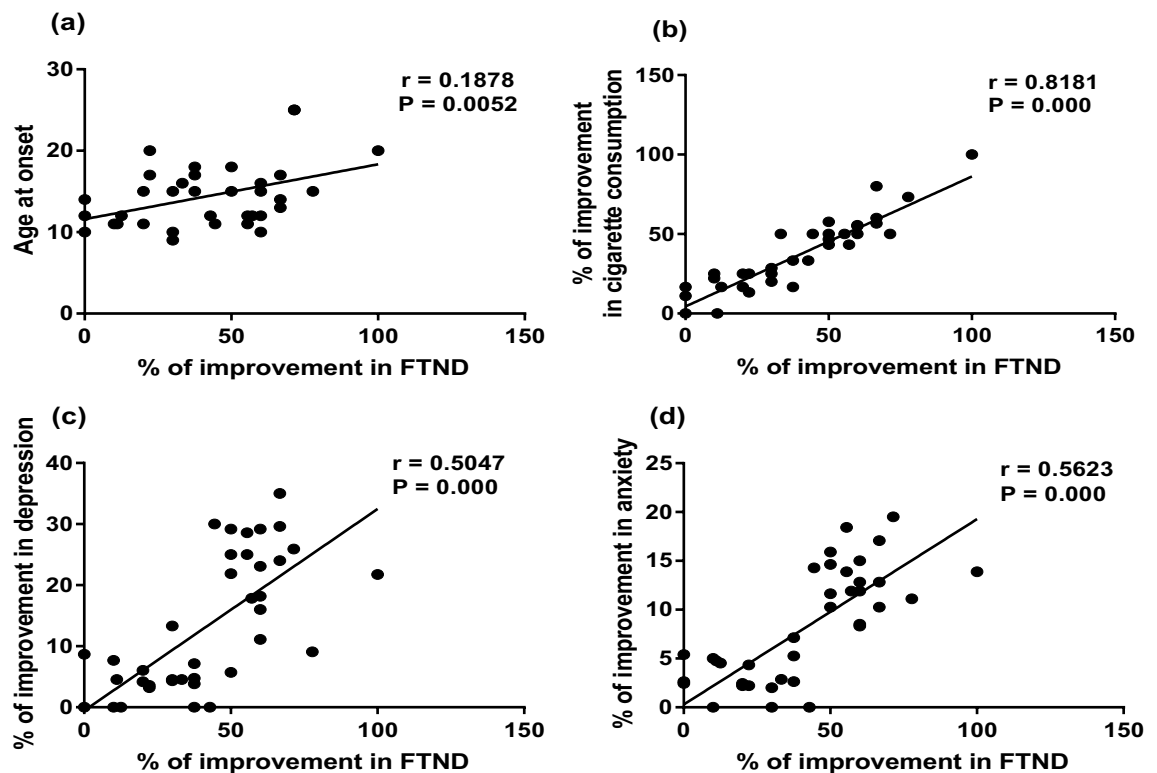 (a)
r = 0.1878
P = 0.0052
Age at onset
30
20
10
0
0 50 100 150
% of improvement in FTND
(b)
r = 0.8181
P = 0.000
% of improvement
in cigarette consumption
150
100
50
0
0 50 100 150
% of improvement in FTND
(c)
r = 0.5047
P = 0.000
% of improvement in depression
40
30
20
10
0
0 50 100 150
% of improvement in FTND
(d)
r = 0.5623
P = 0.000
% of improvement in anxiety
25
20
15
10
5
0
0 50 100 150
% of improvement in FTND